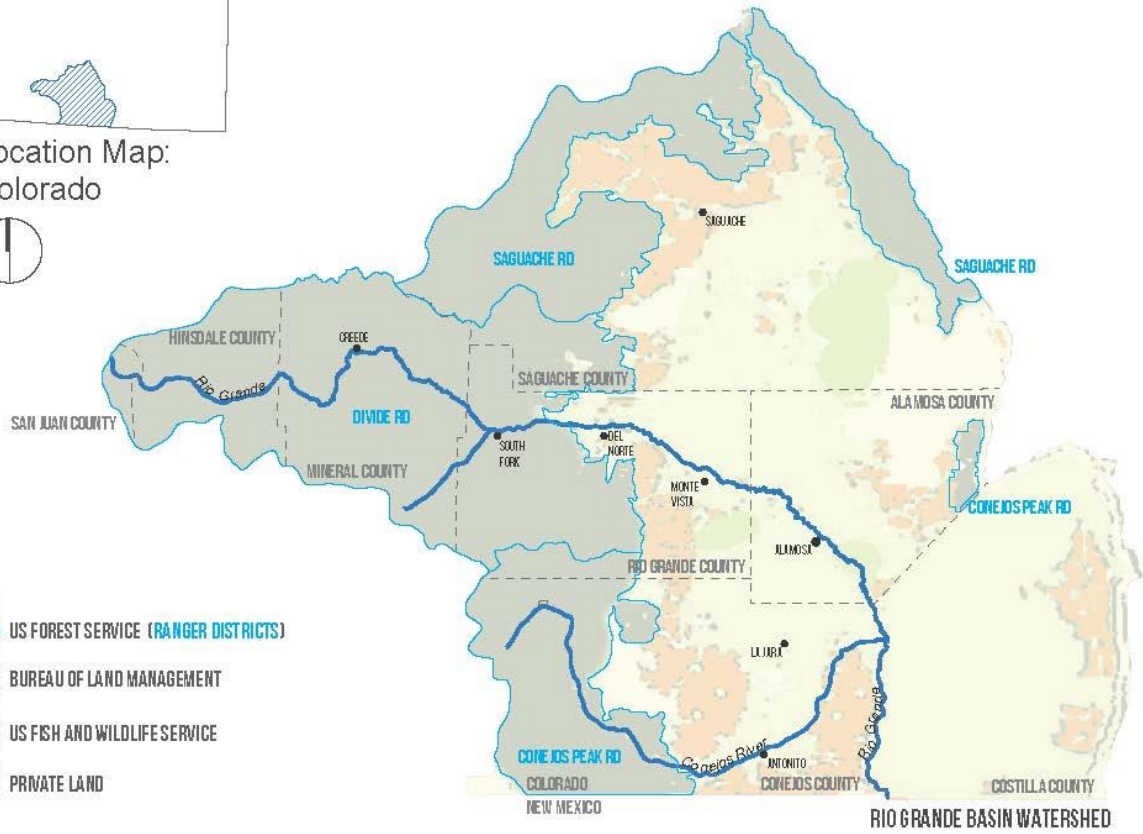 ocation Map:
olorado
SAGUACHE
SAGUACHE RD
SAGUACHE RD
HINSDALE COUNTY
CREEDE
Rio Grande
SAGUACHE COUNTY
ALAMOSA COUNTY
SAN JUAN COUNTY
DIVIDE RD
SOUTH
FORK
DEL
NORTE
MINERAL COUNTY
MONTE
VISTA
CONEJOS PEAK RD
ALAMOSA
RIO GRANDE COUNTY
US FOREST SERVICE (RANGER DISTRICTS)
LA JARA
BUREAU OF LAND MANAGEMENT
US FISH AND WILDLIFE SERVICE
Rio Grande
CONEJOS PEAK RD
Conejos River
ANTONITO
PRIVATE LAND
COLORADO
CONEJOS COUNTY
COSTILLA COUNTY
NEW MEXICO
RIO GRANDE BASIN WATERSHED